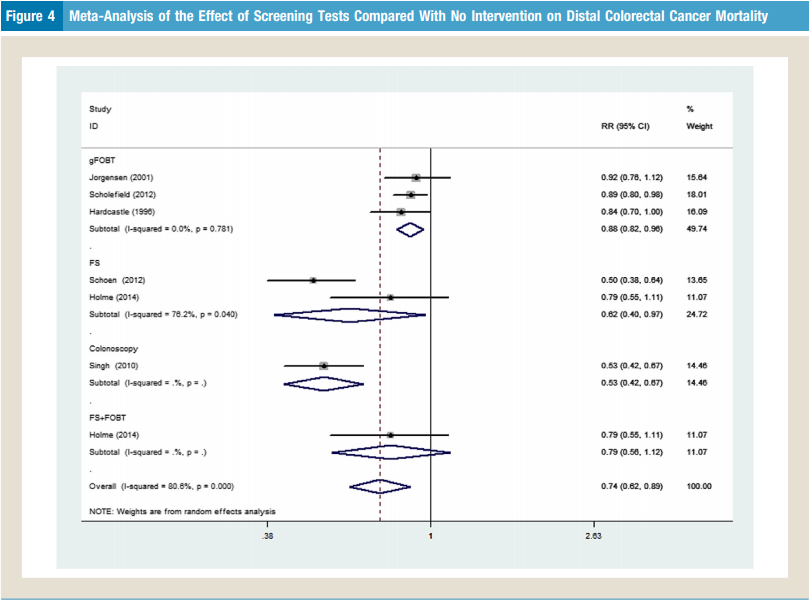 Figure 4 Meta-Analysis of the Effect of Screening Tests Compared With No Intervention on Distal Colorectal Cancer Mortality
Study %
ID RR (95% CI) Weight
gFOBT
Jorgensen (2001) 0.92 (0.76, 1.12) 15.64
Scholefield (2012) 0.89 (0.80, 0.98) 18.01
Hardcastle (1996) 0.84 (0.70, 1.00) 16.09
Subtotal (I-squared = 0.0%, p = 0.781) 0.88 (0.82, 0.96) 49.74
.
FS
Schoen (2012) 0.50 (0.38, 0.64) 13.65
Holme (2014) 0.79 (0.55, 1.11) 11.07
Subtotal (I-squared = 76.2%, p = 0.040) 0.62 (0.40, 0.97) 24.72
.
Colonoscopy
Singh (2010) 0.53 (0.42, 0.67) 14.46
Subtotal (I-squared = .%, p = .) 0.53 (0.42, 0.67) 14.46
.
FS+FOBT
Holme (2014) 0.79 (0.55, 1.11) 11.07
Subtotal (I-squared = .%, p = .) 0.79 (0.56, 1.12) 11.07
.
Overall (I-squared = 80.6%, p = 0.000) 0.74 (0.62, 0.89) 100.00
NOTE: Weights are from random effects analysis
.38 1 2.63